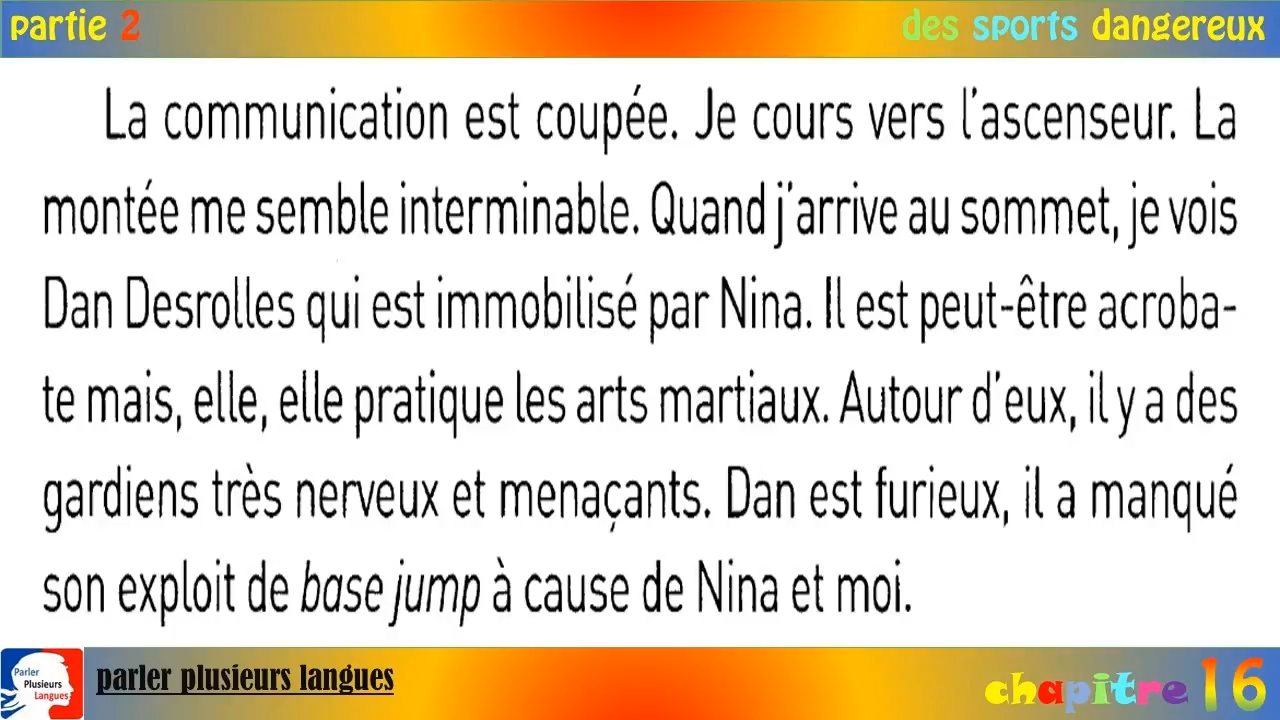 partie 2
des sports dangereux
La communication est coupée. Je cours vers l'ascenseur. La
montée me semble interminable. Quand j'arrive au sommet, je vois
Dan Desrolles qui est immobilisé par Nina. Il est peut-être acroba-
te mais, elle, elle pratique les arts martiaux. Autour d'eux, il y a des
gardiens très nerveux et menaçants. Dan est furieux, il a manqué
son exploit de base jump à cause de Nina et moi.
Parler
Plusieurs
Langues
parler plusieurs langues
chapitre 16